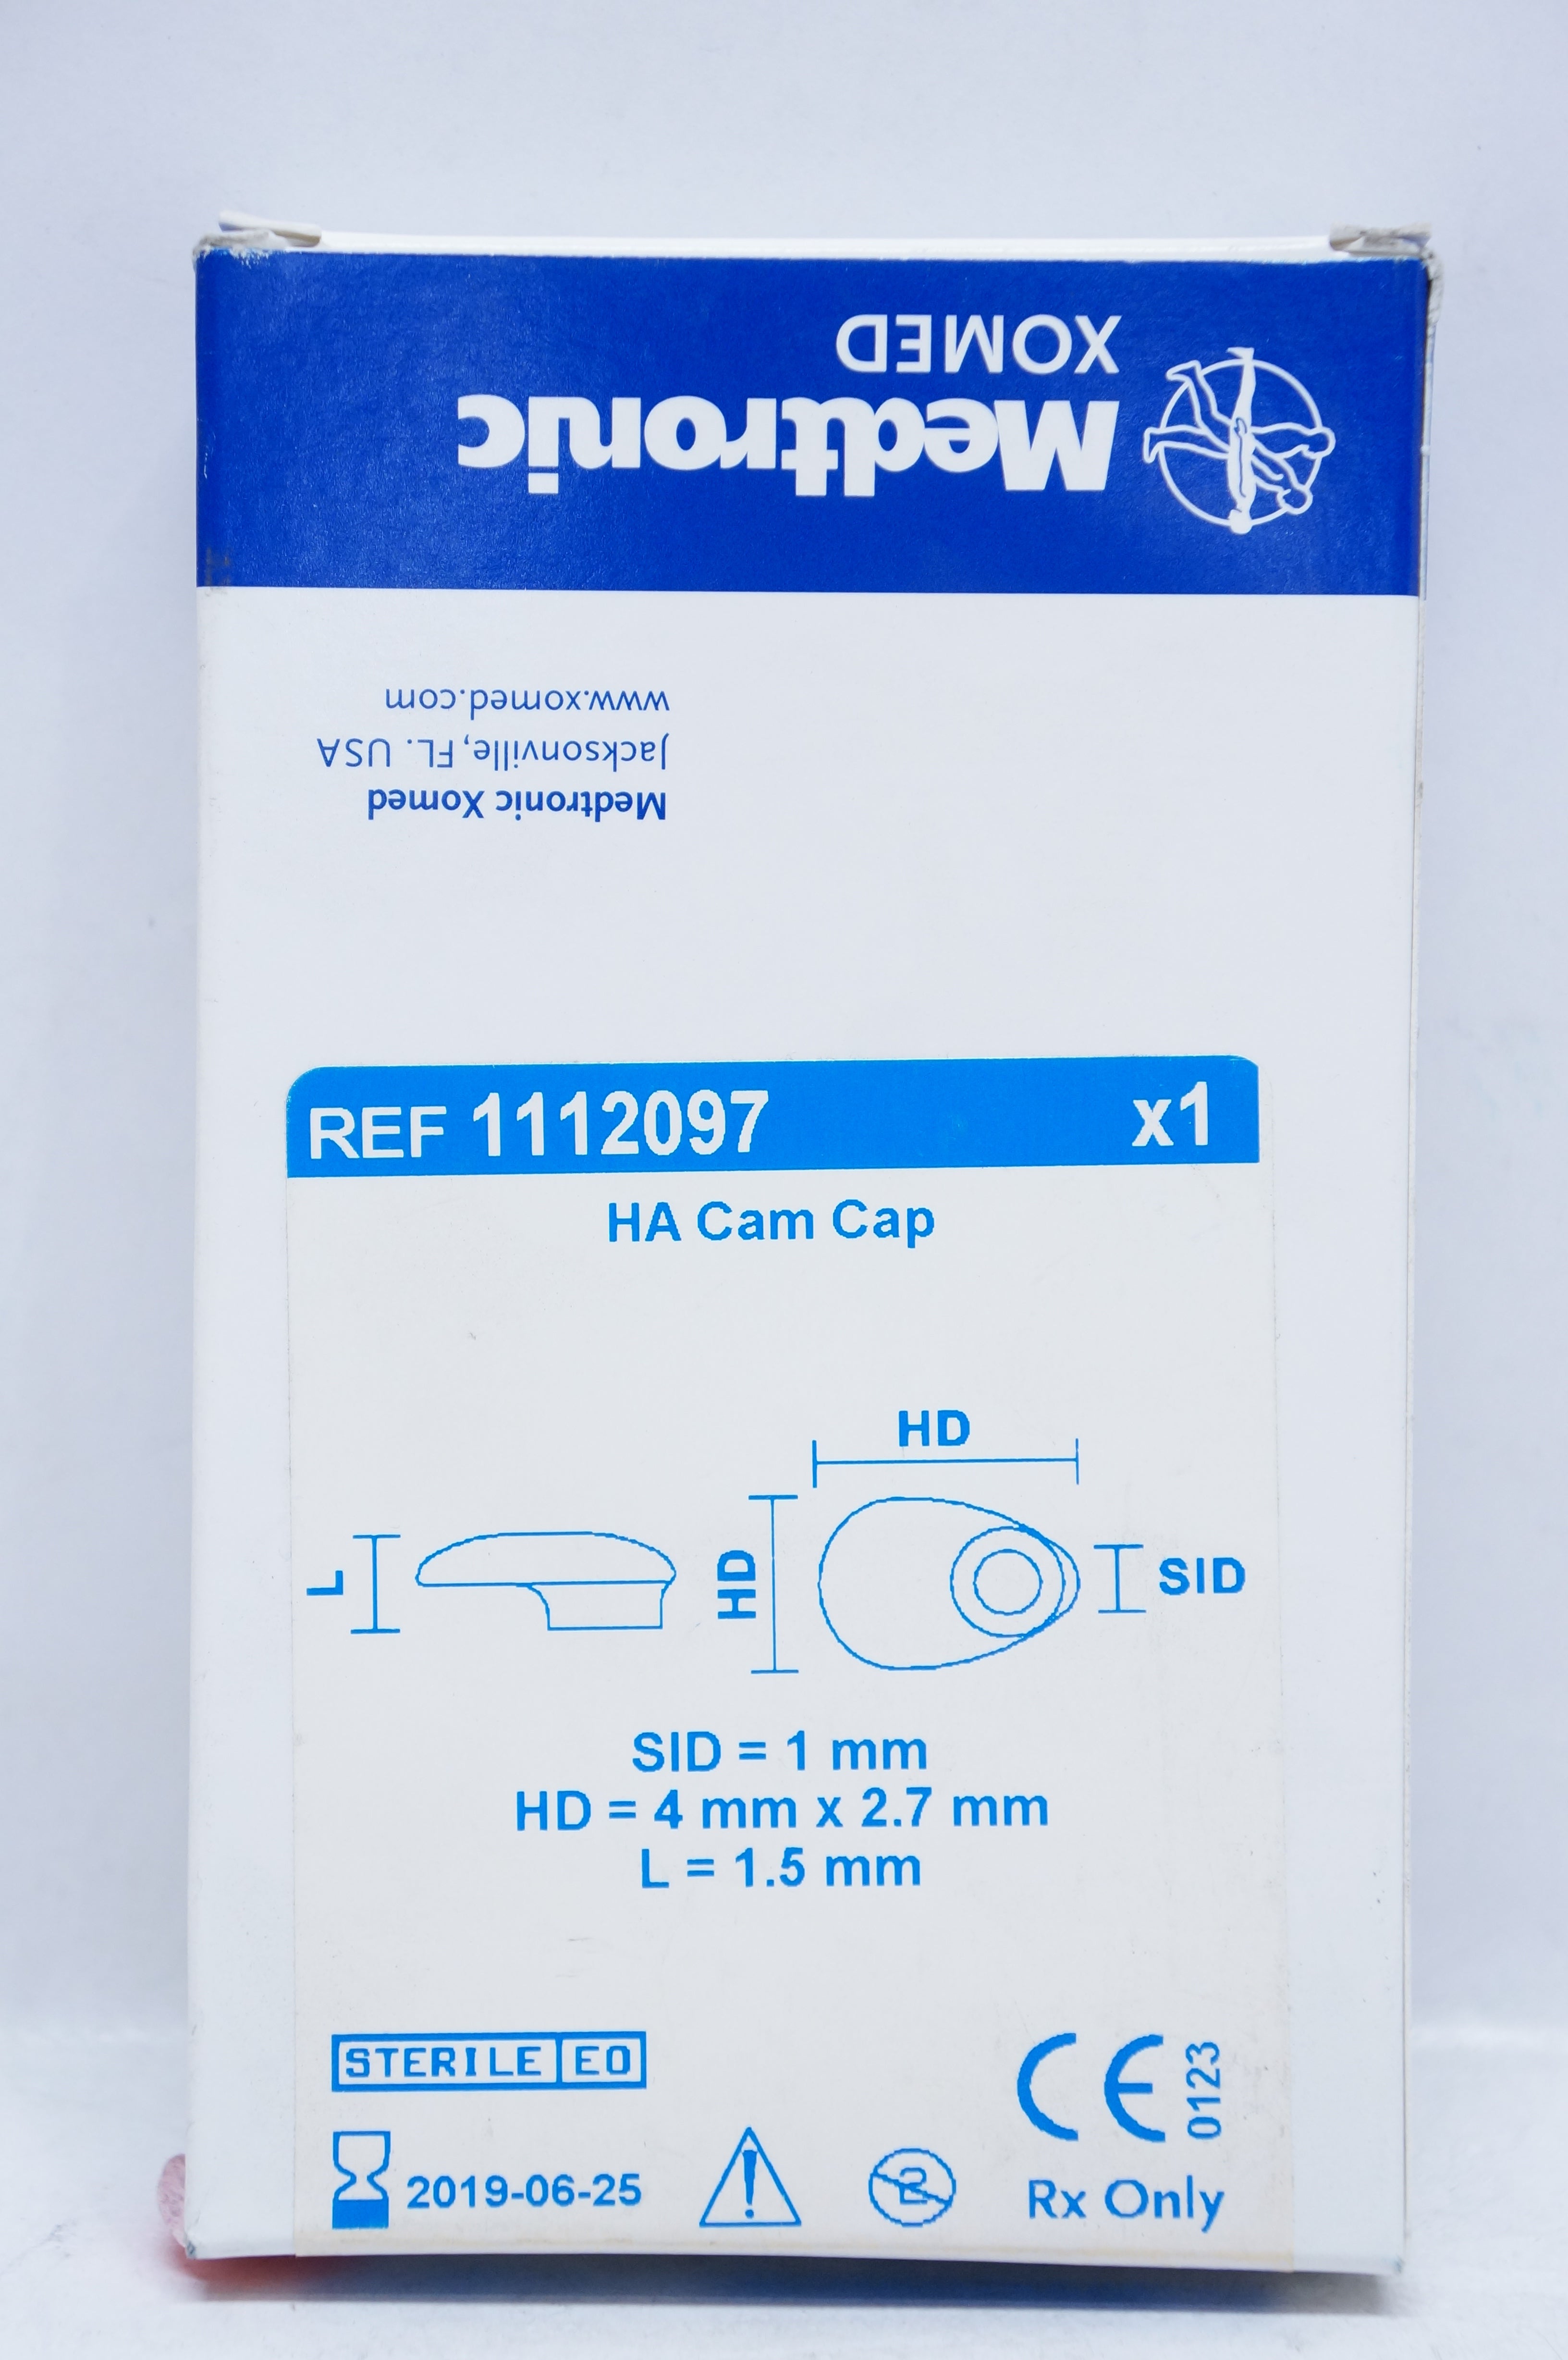 Medtronic
XOMED
Medtronic Xomed
Jacksonville, FL. USA
www.xomed.com
REF 1112097 x1
HA Cam Cap
HD
L
HD
SID
SID = 1 mm
HD = 4 mm x 2.7 mm
L = 1.5 mm
STERILE EO
CE 0123
2019-06-25
!
2
Rx Only